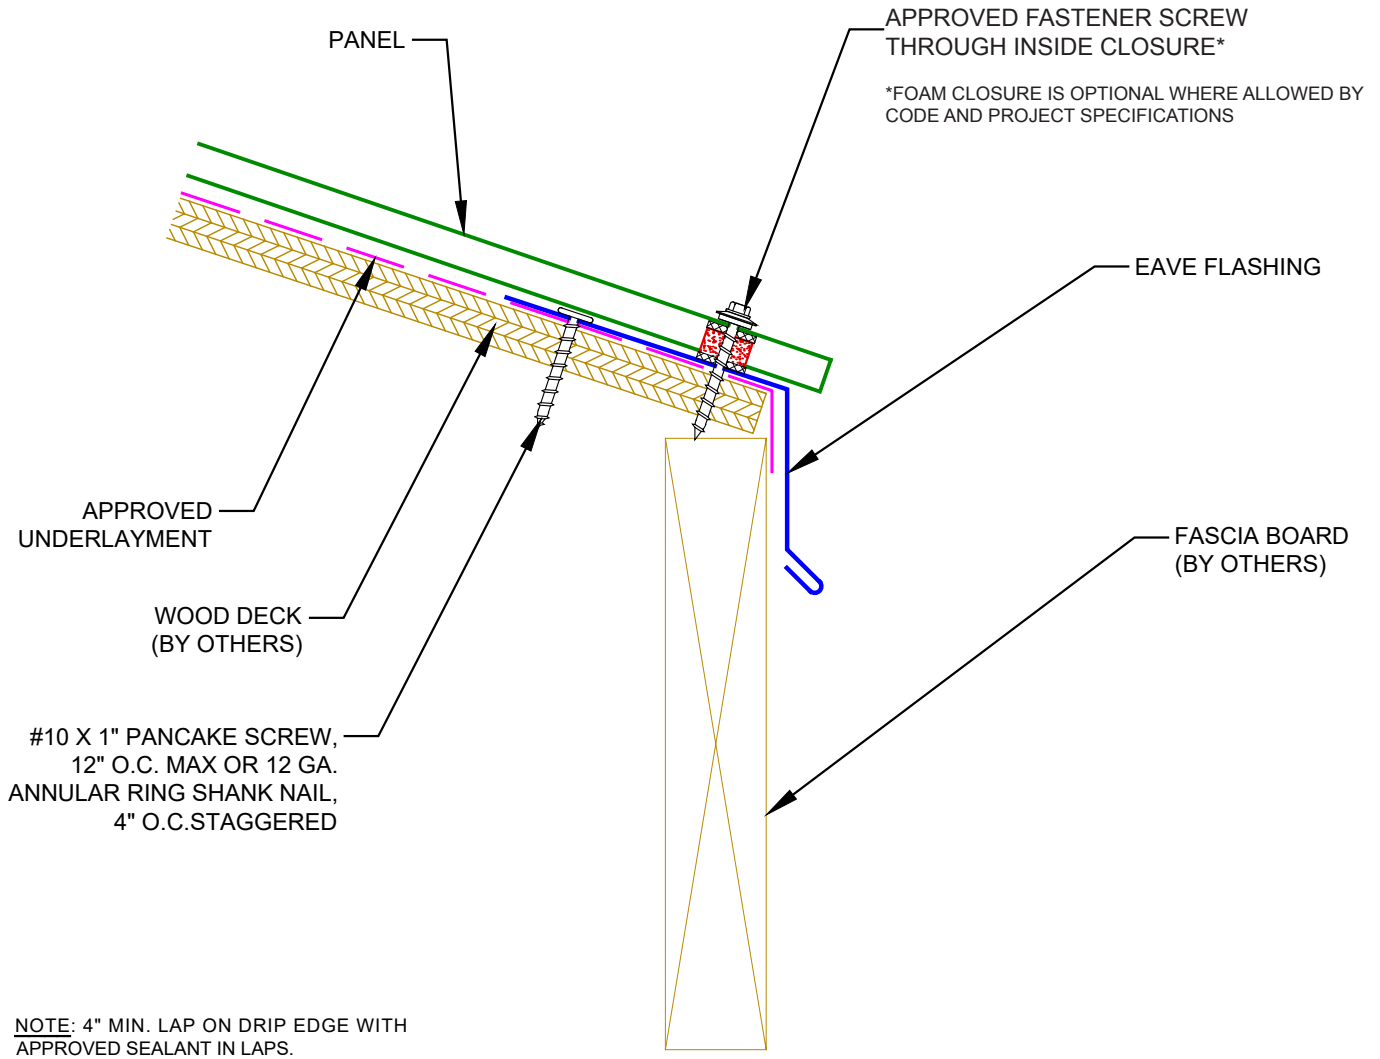 PANEL
APPROVED FASTENER SCREW
THROUGH INSIDE CLOSURE*
*FOAM CLOSURE IS OPTIONAL WHERE ALLOWED BY
CODE AND PROJECT SPECIFICATIONS
EAVE FLASHING
APPROVED
UNDERLAYMENT
FASCIA BOARD
(BY OTHERS)
WOOD DECK
(BY OTHERS)
#10 X 1" PANCAKE SCREW,
12" O.C. MAX OR 12 GA.
ANNULAR RING SHANK NAIL,
4" O.C.STAGGERED
NOTE: 4" MIN. LAP ON DRIP EDGE WITH
APPROVED SEALANT IN LAPS.